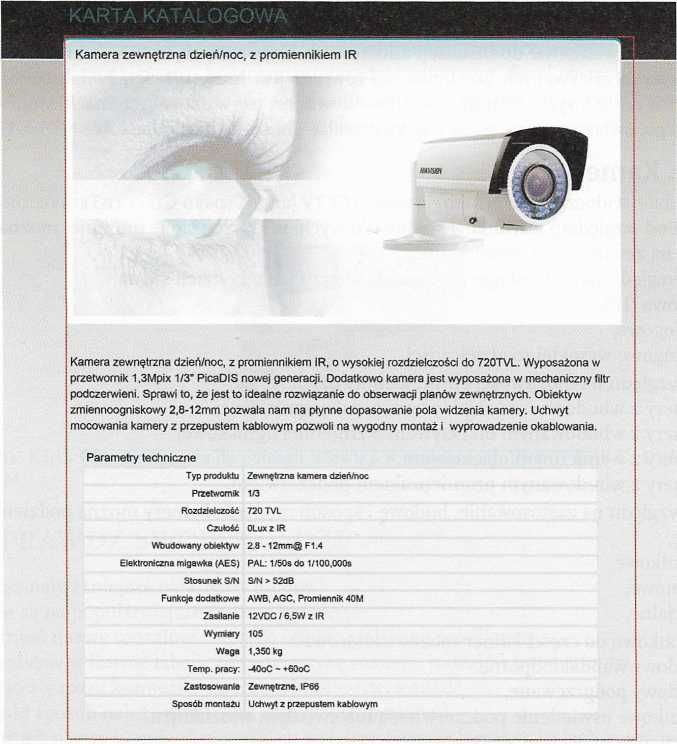 KARTA KATALOGOWA
Kamera zewnętrzna dzień/noc, z promiennikiem IR
HIKVISION
Kamera zewnętrzna dzień/noc, z promiennikiem IR, o wysokiej rozdzielczości do 720TVL. Wyposażona w
przetwornik 1,3Mpix 1/3" PicaDIS nowej generacji. Dodatkowo kamera jest wyposażona w mechaniczny filtr
podczerwieni. Sprawi to, że jest to idealne rozwiązanie do obserwacji planów zewnętrznych. Obiektyw
zmiennoogniskowy 2,8-12mm pozwala nam na płynne dopasowanie pola widzenia kamery. Uchwyt
mocowania kamery z przepustem kablowym pozwoli na wygodny montaż i wyprowadzenie okablowania.
Parametry techniczne
Typ produktu Zewnętrzna kamera dzień/noc
Przetwornik 1/3
Rozdzielczość 720 TVL
Czułość 0Lux z IR
Wbudowany obiektyw 2,8 - 12mm@ F1.4
Elektroniczna migawka (AES) PAL: 1/50s do 1/100,000s
Stosunek S/N S/N > 52dB
Funkcje dodatkowe AWB, AGC, Promiennik 40M
Zasilanie 12VDC / 6,5W z IR
Wymiary 105
Waga 1,350 kg
Temp. pracy: -40oC ~ +60oC
Zastosowanie Zewnętrzne, IP66
Sposób montażu Uchwyt z przepustem kablowym